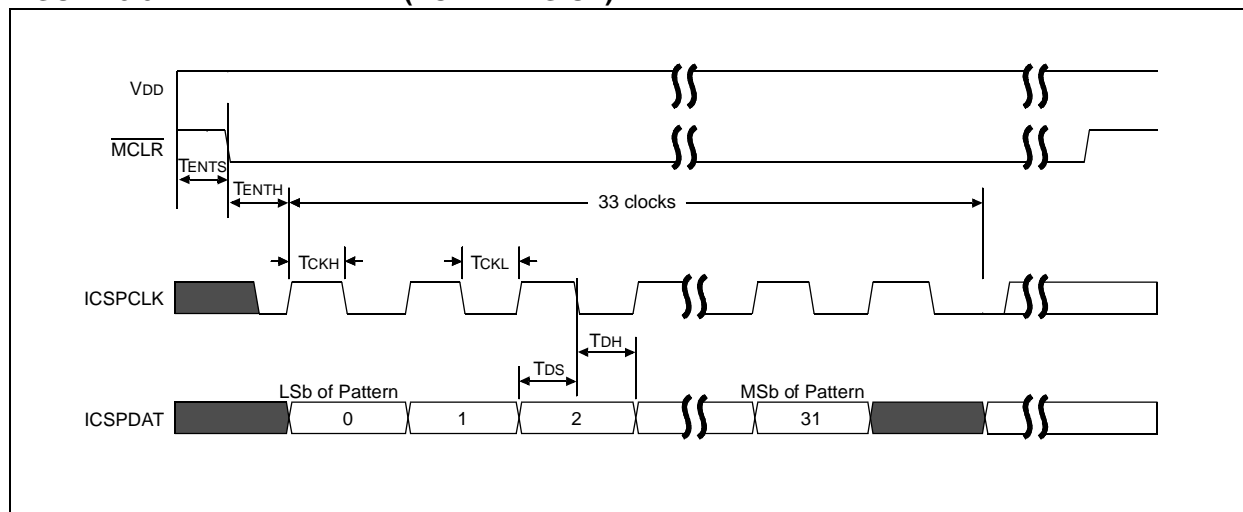 VDD
MCLR
TENTS
TENTH
33 clocks
TCKH
TCKL
ICSPCLK
TDH
TDS
LSb of Pattern
MSb of Pattern
ICSPDAT
0
1
2
31